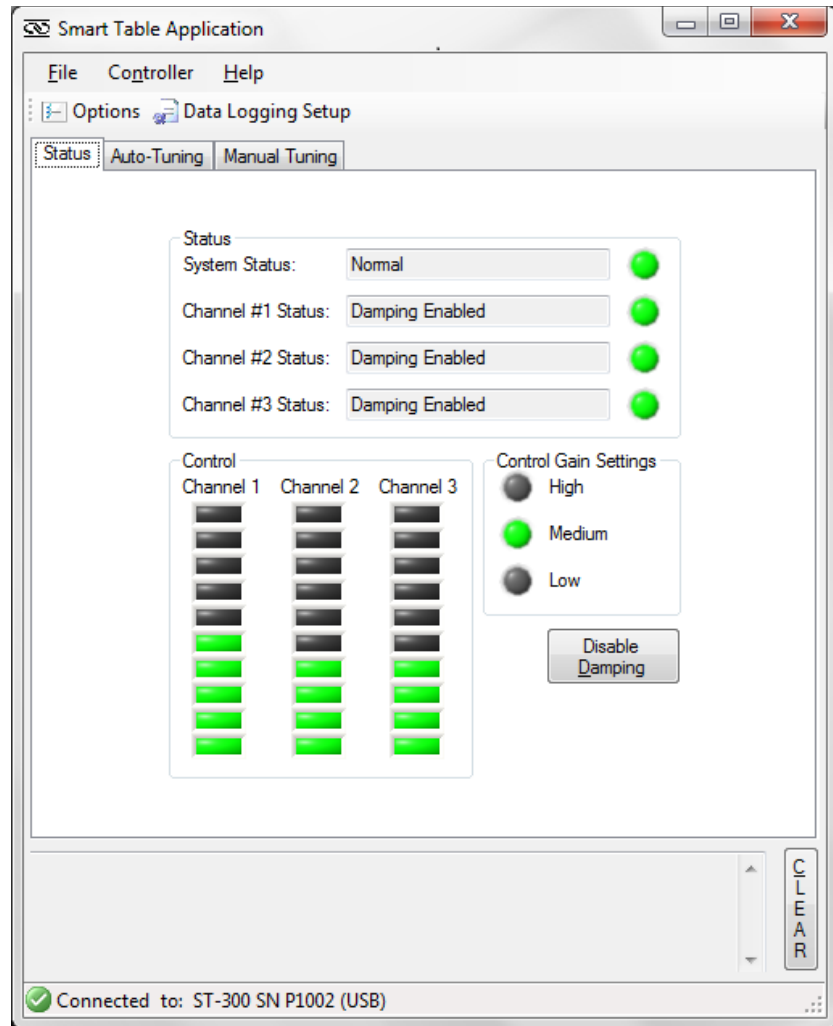 Smart Table Application
File Controller Help
Options Data Logging Setup
Status Auto-Tuning Manual Tuning
Status
System Status: Normal
Channel #1 Status: Damping Enabled
Channel #2 Status: Damping Enabled
Channel #3 Status: Damping Enabled
Control
Channel 1 Channel 2 Channel 3
Control Gain Settings
High
Medium
Low
Disable
Damping
C
L
E
A
R
Connected to: ST-300 SN P1002 (USB)